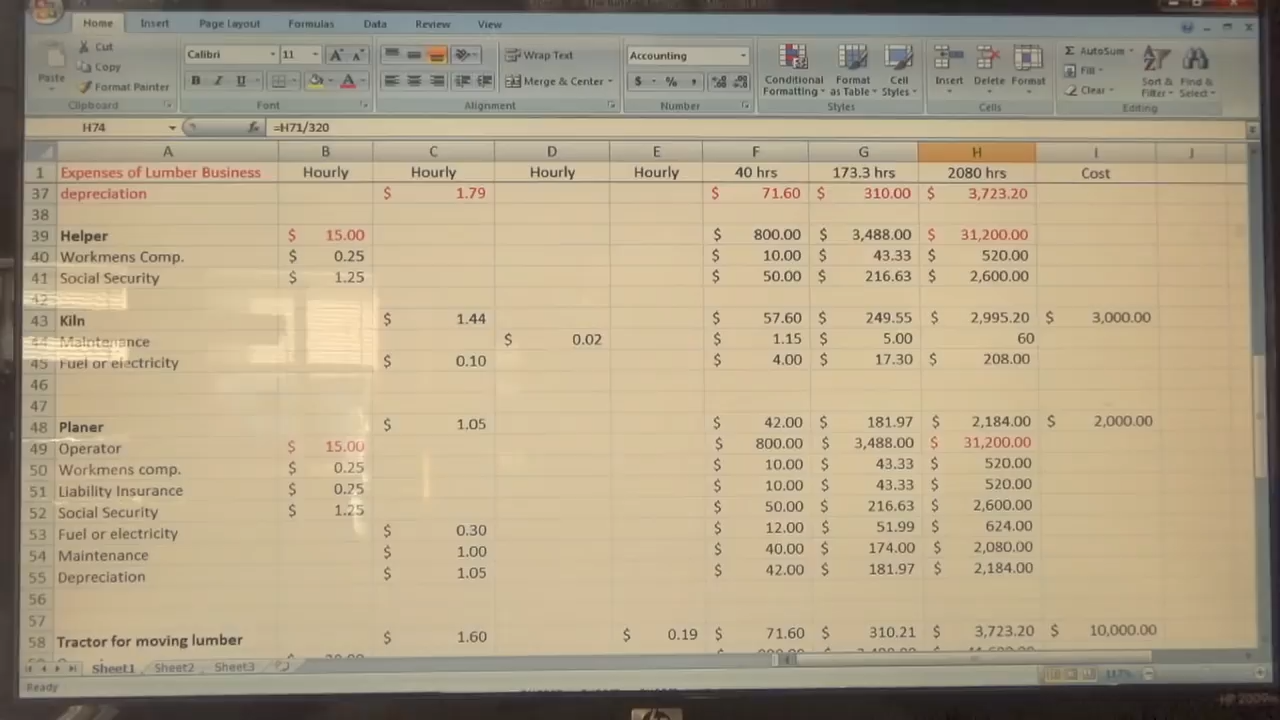 Home Insert Page Layout Formulas Data Review View
Cut
Copy
Format Painter
Paste
Clipboard
Calibri 11
B I U
Font
Wrap Text
Merge & Center
Alignment
Accounting
$ % ,
Number
Conditional Formatting
Format as Table
Cell Styles
Styles
Insert Delete Format
Cells
Σ AutoSum
Fill
Clear
Sort & Filter
Find & Select
Editing
H74 fx =H71/320
A B C D E F G H I J
1 Expenses of Lumber Business Hourly Hourly Hourly Hourly 40 hrs 173.3 hrs 2080 hrs Cost
37 depreciation $ 1.79 $ 71.60 $ 310.00 $ 3,723.20
38
39 Helper $ 15.00 $ 800.00 $ 3,488.00 $ 31,200.00
40 Workmens Comp. $ 0.25 $ 10.00 $ 43.33 $ 520.00
41 Social Security $ 1.25 $ 50.00 $ 216.63 $ 2,600.00
42
43 Kiln $ 1.44 $ 57.60 $ 249.55 $ 2,995.20 $ 3,000.00
44 Maintenance $ 0.02 $ 1.15 $ 5.00 60
45 Fuel or electricity $ 0.10 $ 4.00 $ 17.30 $ 208.00
46
47
48 Planer $ 1.05 $ 42.00 $ 181.97 $ 2,184.00 $ 2,000.00
49 Operator $ 15.00 $ 800.00 $ 3,488.00 $ 31,200.00
50 Workmens comp. $ 0.25 $ 10.00 $ 43.33 $ 520.00
51 Liability Insurance $ 0.25 $ 10.00 $ 43.33 $ 520.00
52 Social Security $ 1.25 $ 50.00 $ 216.63 $ 2,600.00
53 Fuel or electricity $ 0.30 $ 12.00 $ 51.99 $ 624.00
54 Maintenance $ 1.00 $ 40.00 $ 174.00 $ 2,080.00
55 Depreciation $ 1.05 $ 42.00 $ 181.97 $ 2,184.00
56
57
58 Tractor for moving lumber $ 1.60 $ 0.19 $ 71.60 $ 310.21 $ 3,723.20 $ 10,000.00
Sheet1 Sheet2 Sheet3
Ready 117%
hp